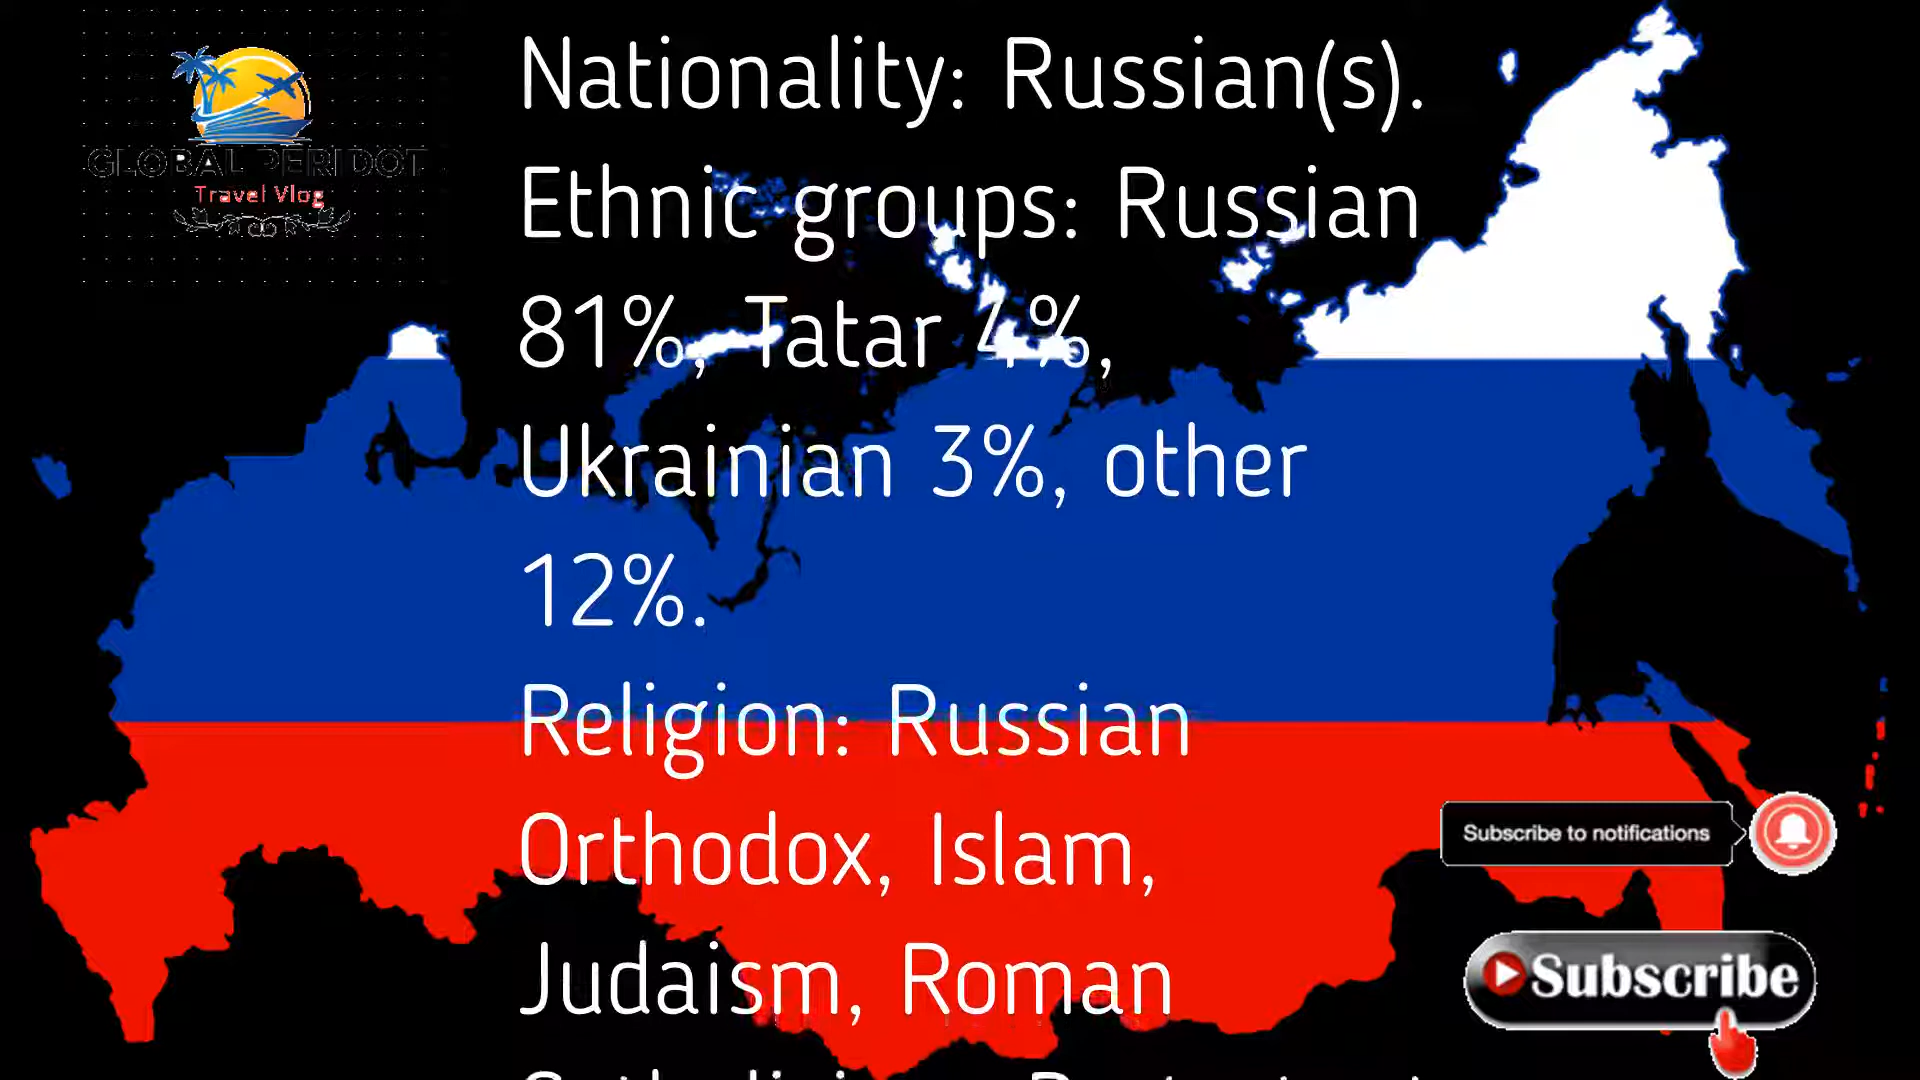 GLOBAL PERIDOT
Travel Vlog
Nationality: Russian(s).
Ethnic groups: Russian
81%, Tatar 4%,
Ukrainian 3%, other
12%.
Religion: Russian
Orthodox, Islam,
Judaism, Roman
Subscribe to notifications
Subscribe